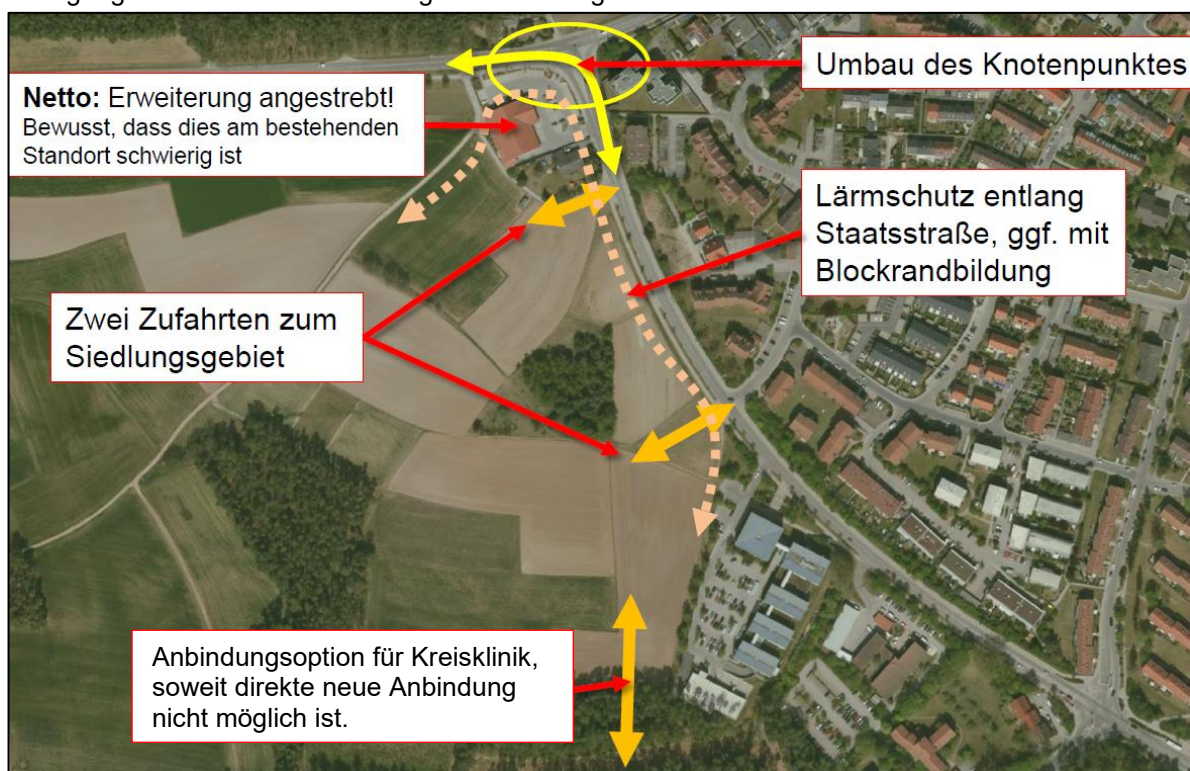 Umbau des Knotenpunktes
Netto: Erweiterung angestrebt!
Bewusst, dass dies am bestehenden
Standort schwierig ist
Lärmschutz entlang
Staatsstraße, ggf. mit
Blockrandbildung
Zwei Zufahrten zum
Siedlungsgebiet
Anbindungsoption für Kreisklinik,
soweit direkte neue Anbindung
nicht möglich ist.